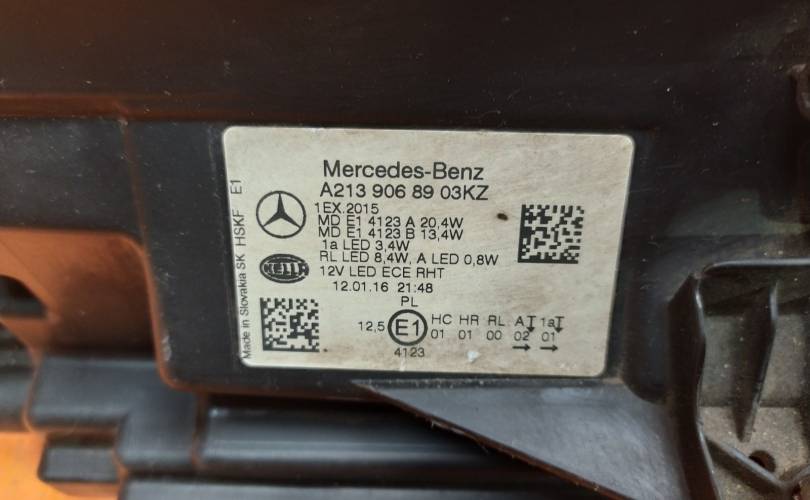 Mercedes-Benz
A213 906 89 03KZ
1EX.2015
MD E1 4123 A 20,4W
MD E1 4123 B 13,4W
1a LED 3,4W
RL LED 8,4W, A LED 0,8W
12V LED ECE RHT
12.01.16 21:48
PL
HELLA
12,5 E1 HC HR RL A 1a
01 01 00 02 01
4123
Made in Slovakia SK HSKF E1